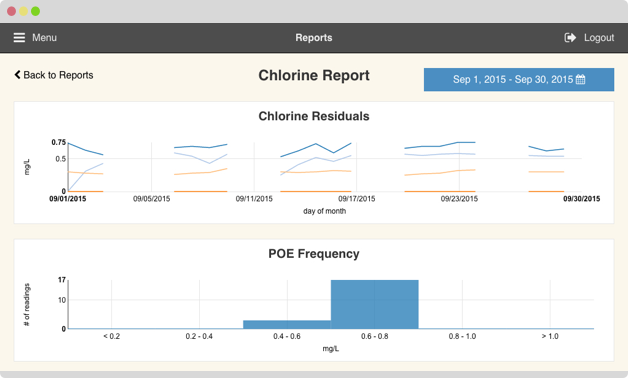 Menu
Reports
Logout
Back to Reports
Chlorine Report
Sep 1, 2015 - Sep 30, 2015
Chlorine Residuals
0.75
0.5
0
mg/L
09/01/2015 09/05/2015 09/11/2015 09/17/2015 09/23/2015 09/30/2015
day of month
POE Frequency
17
10
0
# of readings
< 0.2 0.2 - 0.4 0.4 - 0.6 0.6 - 0.8 0.8 - 1.0 > 1.0
mg/L